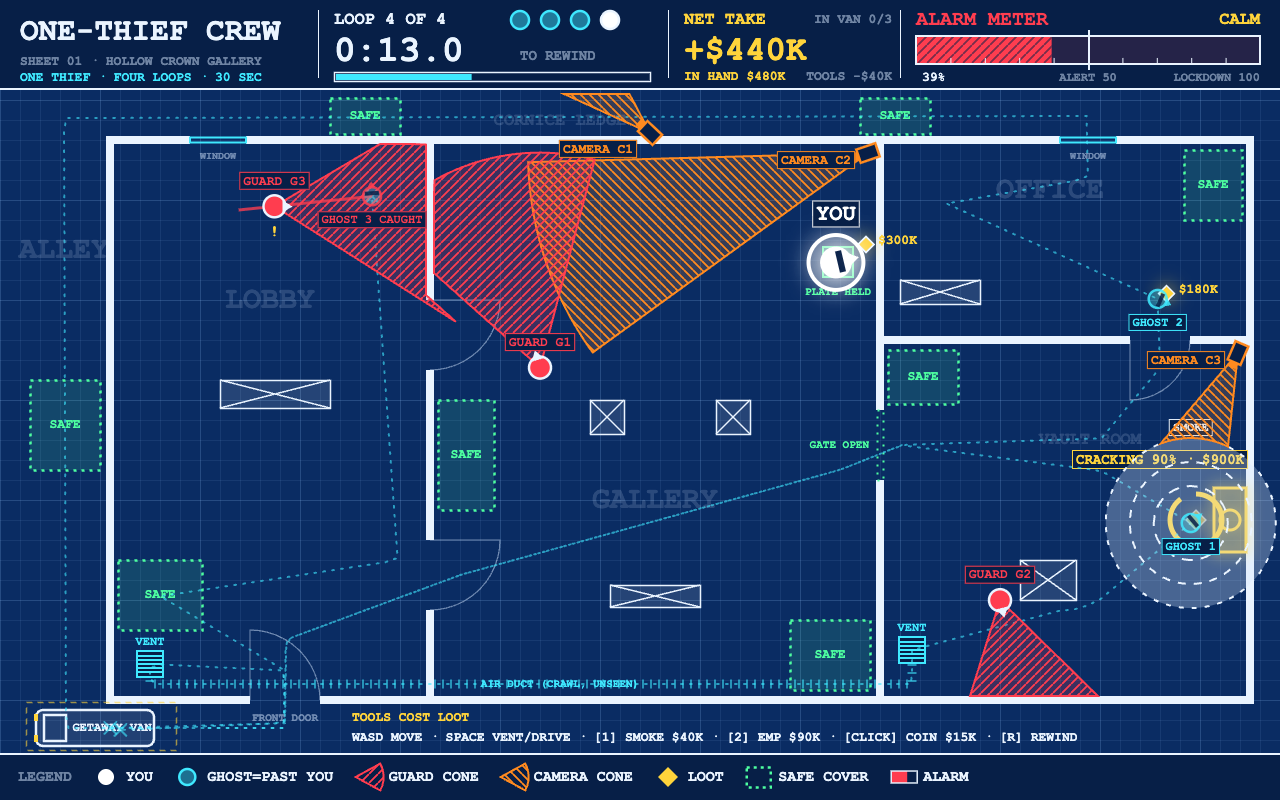 ONE-THIEF CREW
SHEET 01 · HOLLOW CROWN GALLERY
ONE THIEF · FOUR LOOPS · 30 SEC
LOOP 4 OF 4
0:13.0
TO REWIND
NET TAKE
IN VAN 0/3
+$440K
IN HAND $480K
TOOLS -$40K
ALARM METER
CALM
39%
ALERT 50
LOCKDOWN 100
SAFE
CORNICE LEDGE
SAFE
WINDOW
CAMERA C1
CAMERA C2
WINDOW
GUARD G3
GHOST 3 CAUGHT
!
YOU
$300K
PLATE HELD
OFFICE
SAFE
ALLEY
LOBBY
$180K
GHOST 2
GUARD G1
CAMERA C3
SAFE
SAFE
SAFE
SMOKE
VAULT ROOM
GATE OPEN
CRACKING 90% · $900K
GALLERY
GHOST 1
GUARD G2
SAFE
VENT
VENT
SAFE
AIR DUCT (CRAWL, UNSEEN)
FRONT DOOR
GETAWAY VAN
TOOLS COST LOOT
WASD MOVE · SPACE VENT/DRIVE · [1] SMOKE $40K · [2] EMP $90K · [CLICK] COIN $15K · [R] REWIND
LEGEND
YOU
GHOST=PAST YOU
GUARD CONE
CAMERA CONE
LOOT
SAFE COVER
ALARM